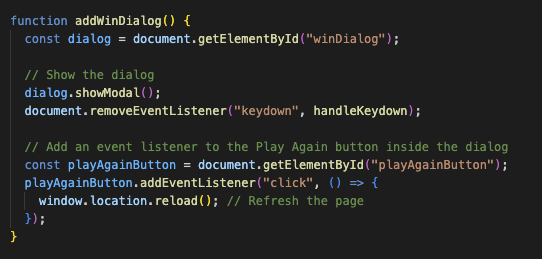 function addWinDialog() {
  const dialog = document.getElementById("winDialog");

  // Show the dialog
  dialog.showModal();
  document.removeEventListener("keydown", handleKeydown);

  // Add an event listener to the Play Again button inside the dialog
  const playAgainButton = document.getElementById("playAgainButton");
  playAgainButton.addEventListener("click", () => {
    window.location.reload(); // Refresh the page
  });
}